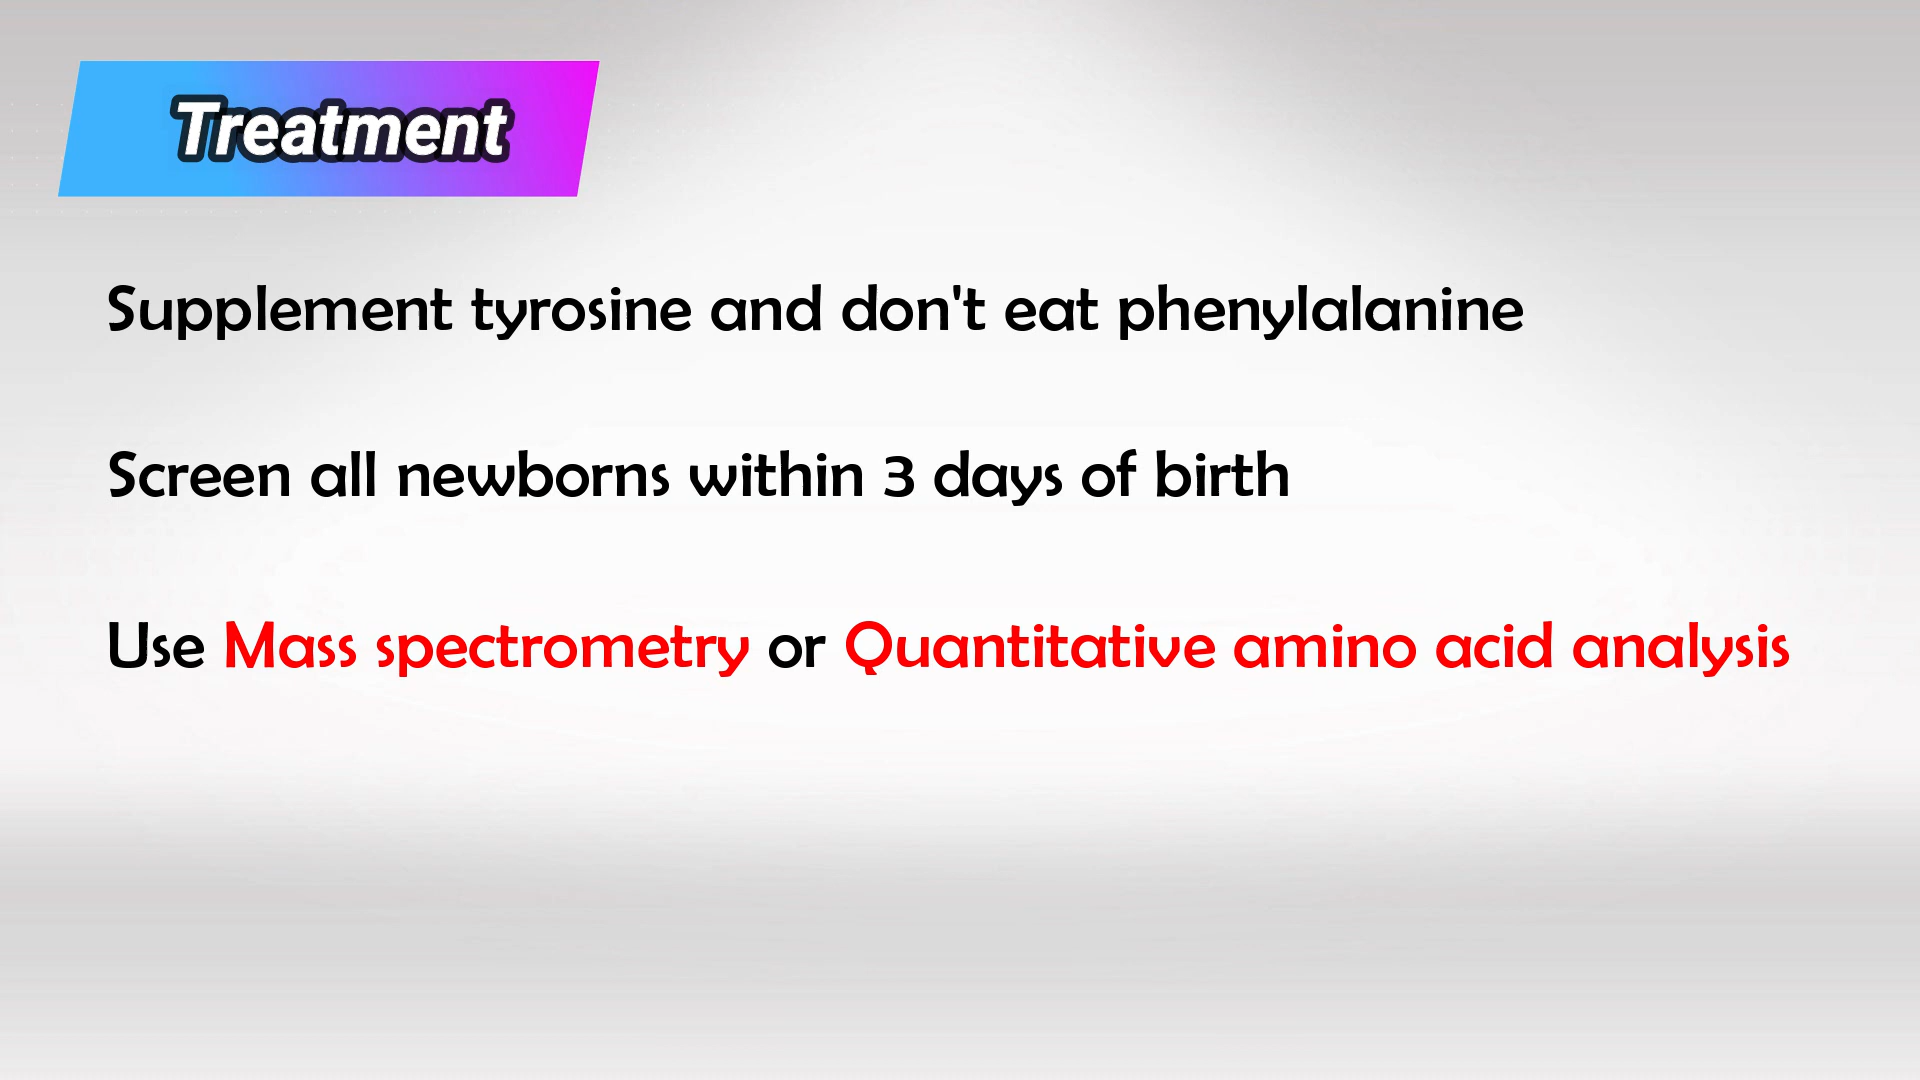 Treatment
Supplement tyrosine and don't eat phenylalanine
Screen all newborns within 3 days of birth
Use Mass spectrometry or Quantitative amino acid analysis